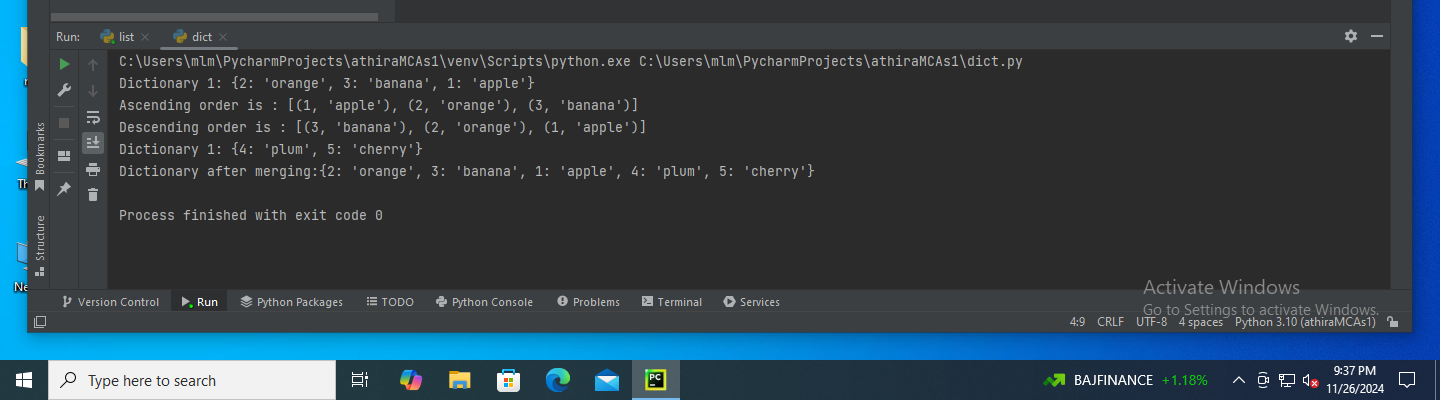 Run: list dict
C:\Users\mlm\PycharmProjects\athiraMCAs1\venv\Scripts\python.exe C:\Users\mlm\PycharmProjects\athiraMCAs1\dict.py
Dictionary 1: {2: 'orange', 3: 'banana', 1: 'apple'}
Ascending order is : [(1, 'apple'), (2, 'orange'), (3, 'banana')]
Descending order is : [(3, 'banana'), (2, 'orange'), (1, 'apple')]
Dictionary 1: {4: 'plum', 5: 'cherry'}
Dictionary after merging:{2: 'orange', 3: 'banana', 1: 'apple', 4: 'plum', 5: 'cherry'}
Process finished with exit code 0
Bookmarks
Structure
Activate Windows
Go to Settings to activate Windows.
Version Control Run Python Packages TODO Python Console Problems Terminal Services
4:9 CRLF UTF-8 4 spaces Python 3.10 (athiraMCAs1)
Type here to search
PC
BAJFINANCE +1.18%
9:37 PM
11/26/2024